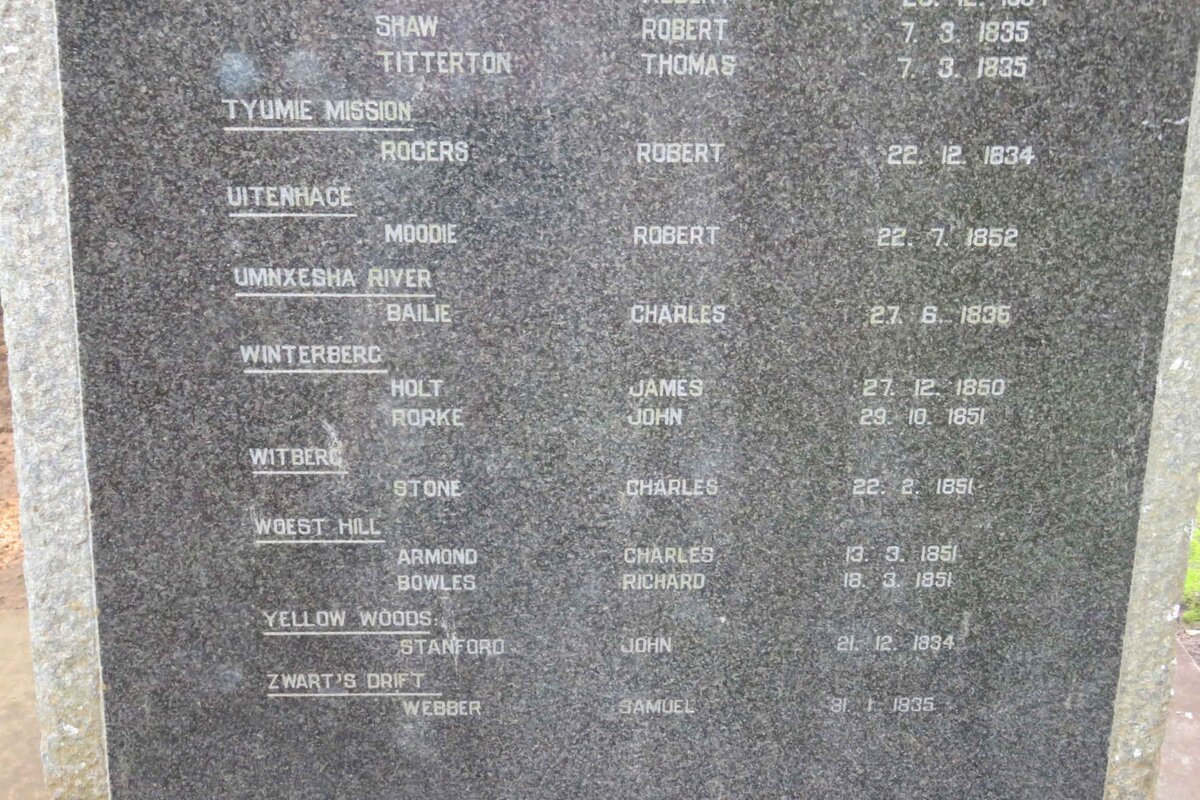 SHAW ROBERT 7. 3. 1835
TITTERTON THOMAS 7. 3. 1835
TYUMIE MISSION
ROGERS ROBERT 22. 12. 1834
UITENHAGE
MOODIE ROBERT 22. 7. 1852
UMNXESHA RIVER
BAILIE CHARLES 27. 6. 1835
WINTERBERG
HOLT JAMES 27. 12. 1850
RORKE JOHN 29. 10. 1851
WITBERG
STONE CHARLES 22. 2. 1851
WOEST HILL
ARMOND CHARLES 13. 3. 1851
BOWLES RICHARD 18. 3. 1851
YELLOW WOODS.
STANFORD JOHN 21. 12. 1834
ZWART'S DRIFT
WEBBER SAMUEL 31. 1. 1835